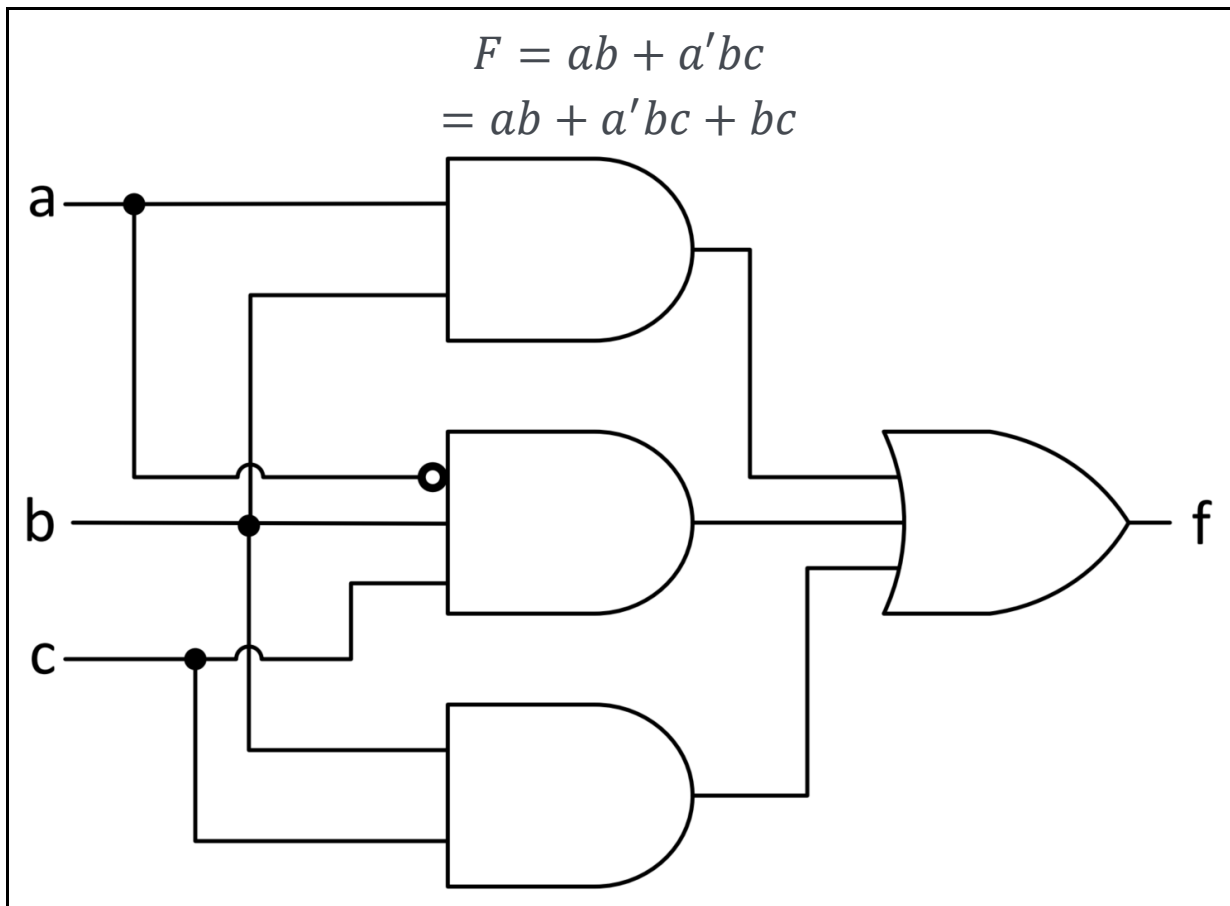 F = ab + a′bc
= ab + a′bc + bc
a
b
f
c